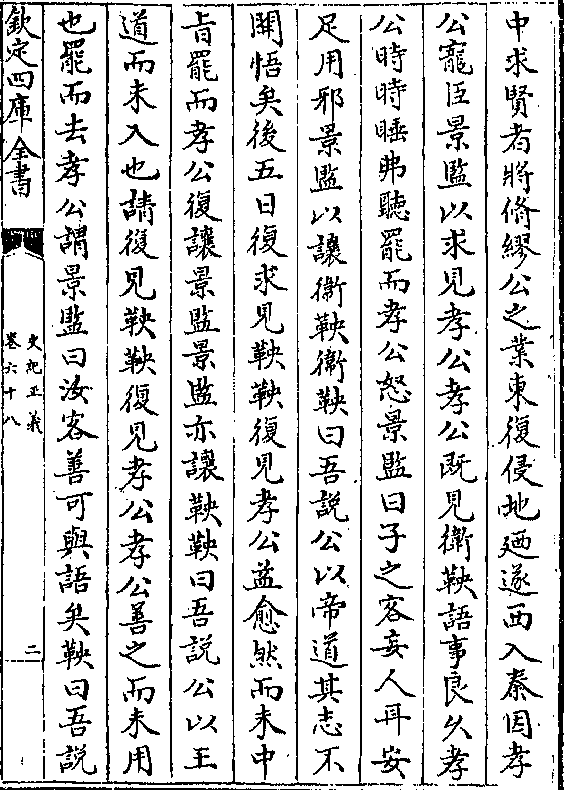 中求賢者將脩繆公之業東復侵地廼遂西入秦因孝
公寵臣景監以求見孝公孝公既見衞鞅語事良久孝
公時時睡弗聽罷而孝公怒景監曰子之客妄人耳安
足用邪景監以讓衞鞅衞鞅曰吾說公以帝道其志不
開悟矣後五日復求見鞅鞅復見孝公益愈然而未中
㫖罷而孝公復讓景監景監亦讓鞅鞅曰吾說公以王
道而未入也請復見鞅鞅復見孝公孝公善之而未用
也罷而去孝公謂景監曰汝客善可與語矣鞅曰吾說
欽定四庫全書
史記正義
卷六十八
二